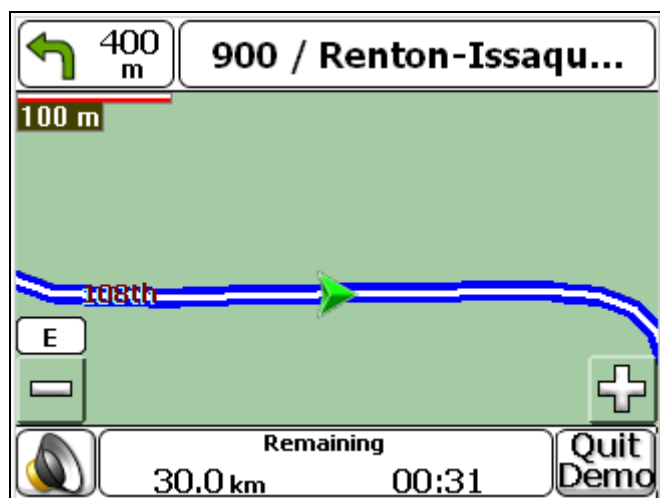 400 m
900 / Renton-Issaqu...
100 m
108th
E
Remaining
30.0 km 00:31
Quit
Demo